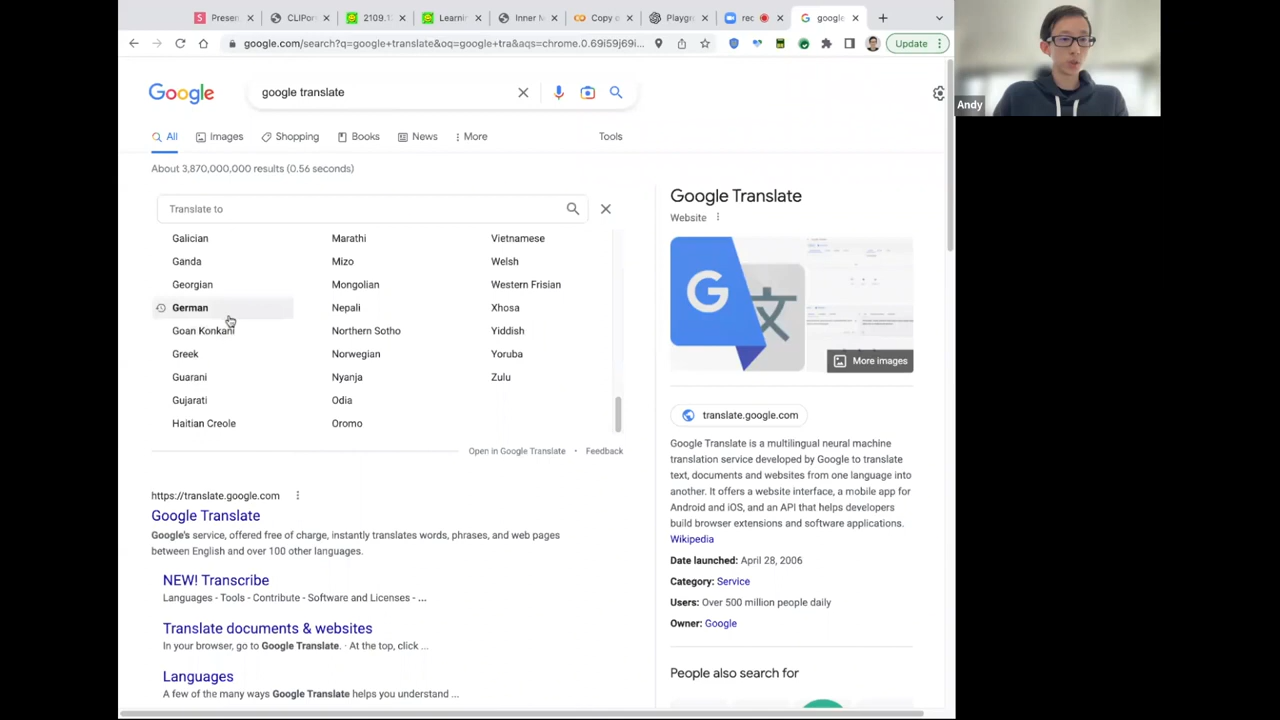 Presen
CLIPor
2109.1
Learnin
Inner M
Copy o
Playgr
rec
google
google.com/search?q=google+translate&oq=google+tra&aqs=chrome.0.69i59j69i...
Update
Andy
Google
google translate
All
Images
Shopping
Books
News
More
Tools
About 3,870,000,000 results (0.56 seconds)
Translate to
Galician Marathi Vietnamese
Ganda Mizo Welsh
Georgian Mongolian Western Frisian
German Nepali Xhosa
Goan Konkani Northern Sotho Yiddish
Greek Norwegian Yoruba
Guarani Nyanja Zulu
Gujarati Odia
Haitian Creole Oromo
Open in Google Translate • Feedback
https://translate.google.com
Google Translate
Google's service, offered free of charge, instantly translates words, phrases, and web pages
between English and over 100 other languages.
NEW! Transcribe
Languages - Tools - Contribute - Software and Licenses - ...
Translate documents & websites
In your browser, go to Google Translate. · At the top, click ...
Languages
A few of the many ways Google Translate helps you understand ...
Google Translate
Website
G 文
More images
translate.google.com
Google Translate is a multilingual neural machine
translation service developed by Google to translate
text, documents and websites from one language into
another. It offers a website interface, a mobile app for
Android and iOS, and an API that helps developers
build browser extensions and software applications.
Wikipedia
Date launched: April 28, 2006
Category: Service
Users: Over 500 million people daily
Owner: Google
People also search for